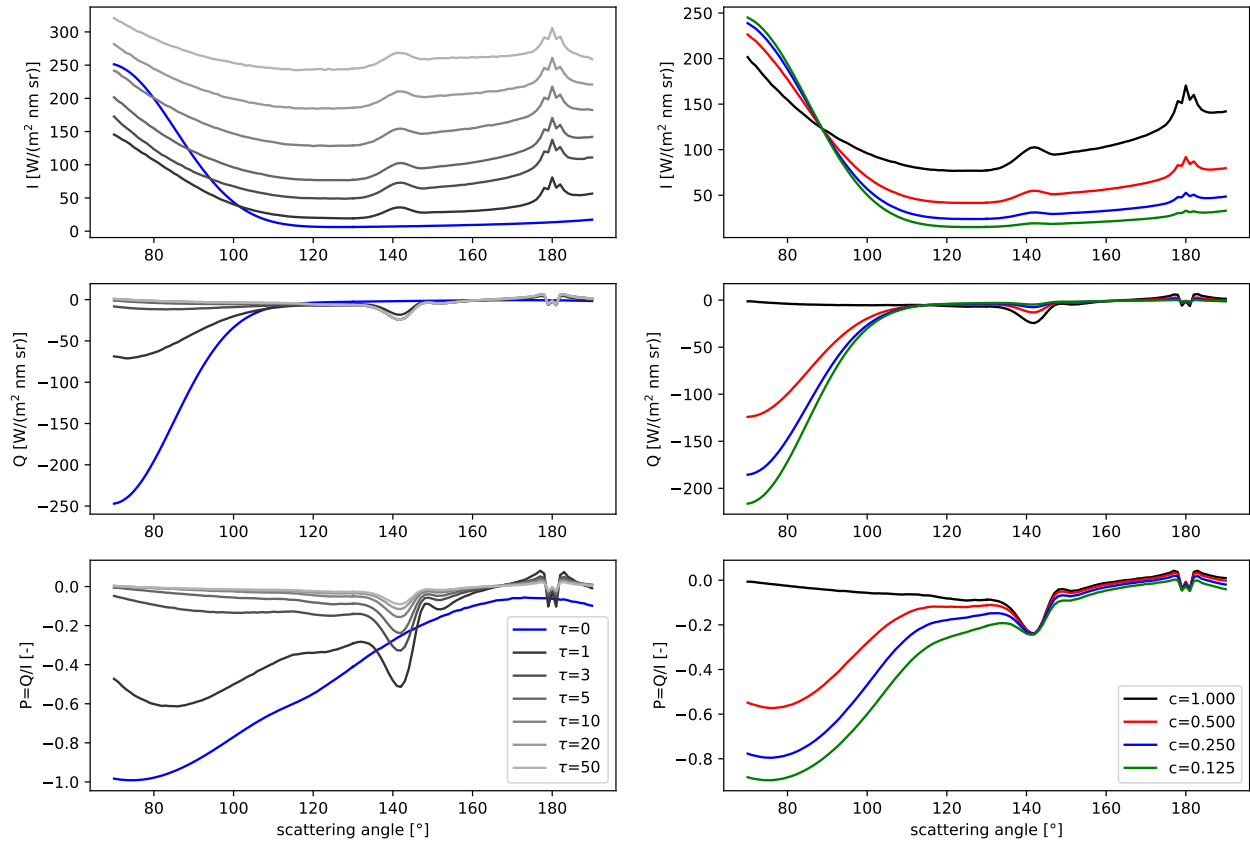 I [W/(m² nm sr)]
300
250
200
150
100
50
0
80 100 120 140 160 180
I [W/(m² nm sr)]
250
200
150
100
50
80 100 120 140 160 180
Q [W/(m² nm sr)]
0
−50
−100
−150
−200
−250
80 100 120 140 160 180
Q [W/(m² nm sr)]
0
−50
−100
−150
−200
80 100 120 140 160 180
P=Q/I [-]
0.0
−0.2
−0.4
−0.6
−0.8
−1.0
τ=0
τ=1
τ=3
τ=5
τ=10
τ=20
τ=50
80 100 120 140 160 180
scattering angle [°]
P=Q/I [-]
0.0
−0.2
−0.4
−0.6
−0.8
c=1.000
c=0.500
c=0.250
c=0.125
80 100 120 140 160 180
scattering angle [°]